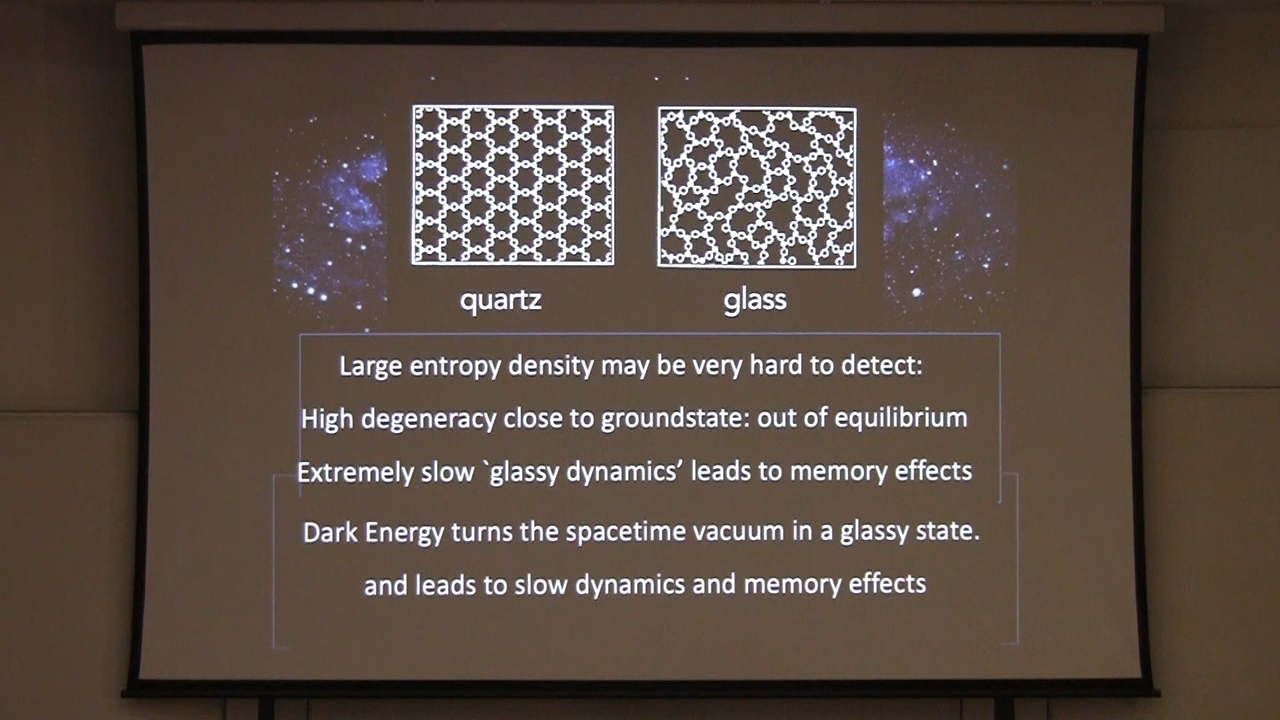 quartz glass
Large entropy density may be very hard to detect:
High degeneracy close to groundstate: out of equilibrium
Extremely slow `glassy dynamics’ leads to memory effects
Dark Energy turns the spacetime vacuum in a glassy state.
and leads to slow dynamics and memory effects